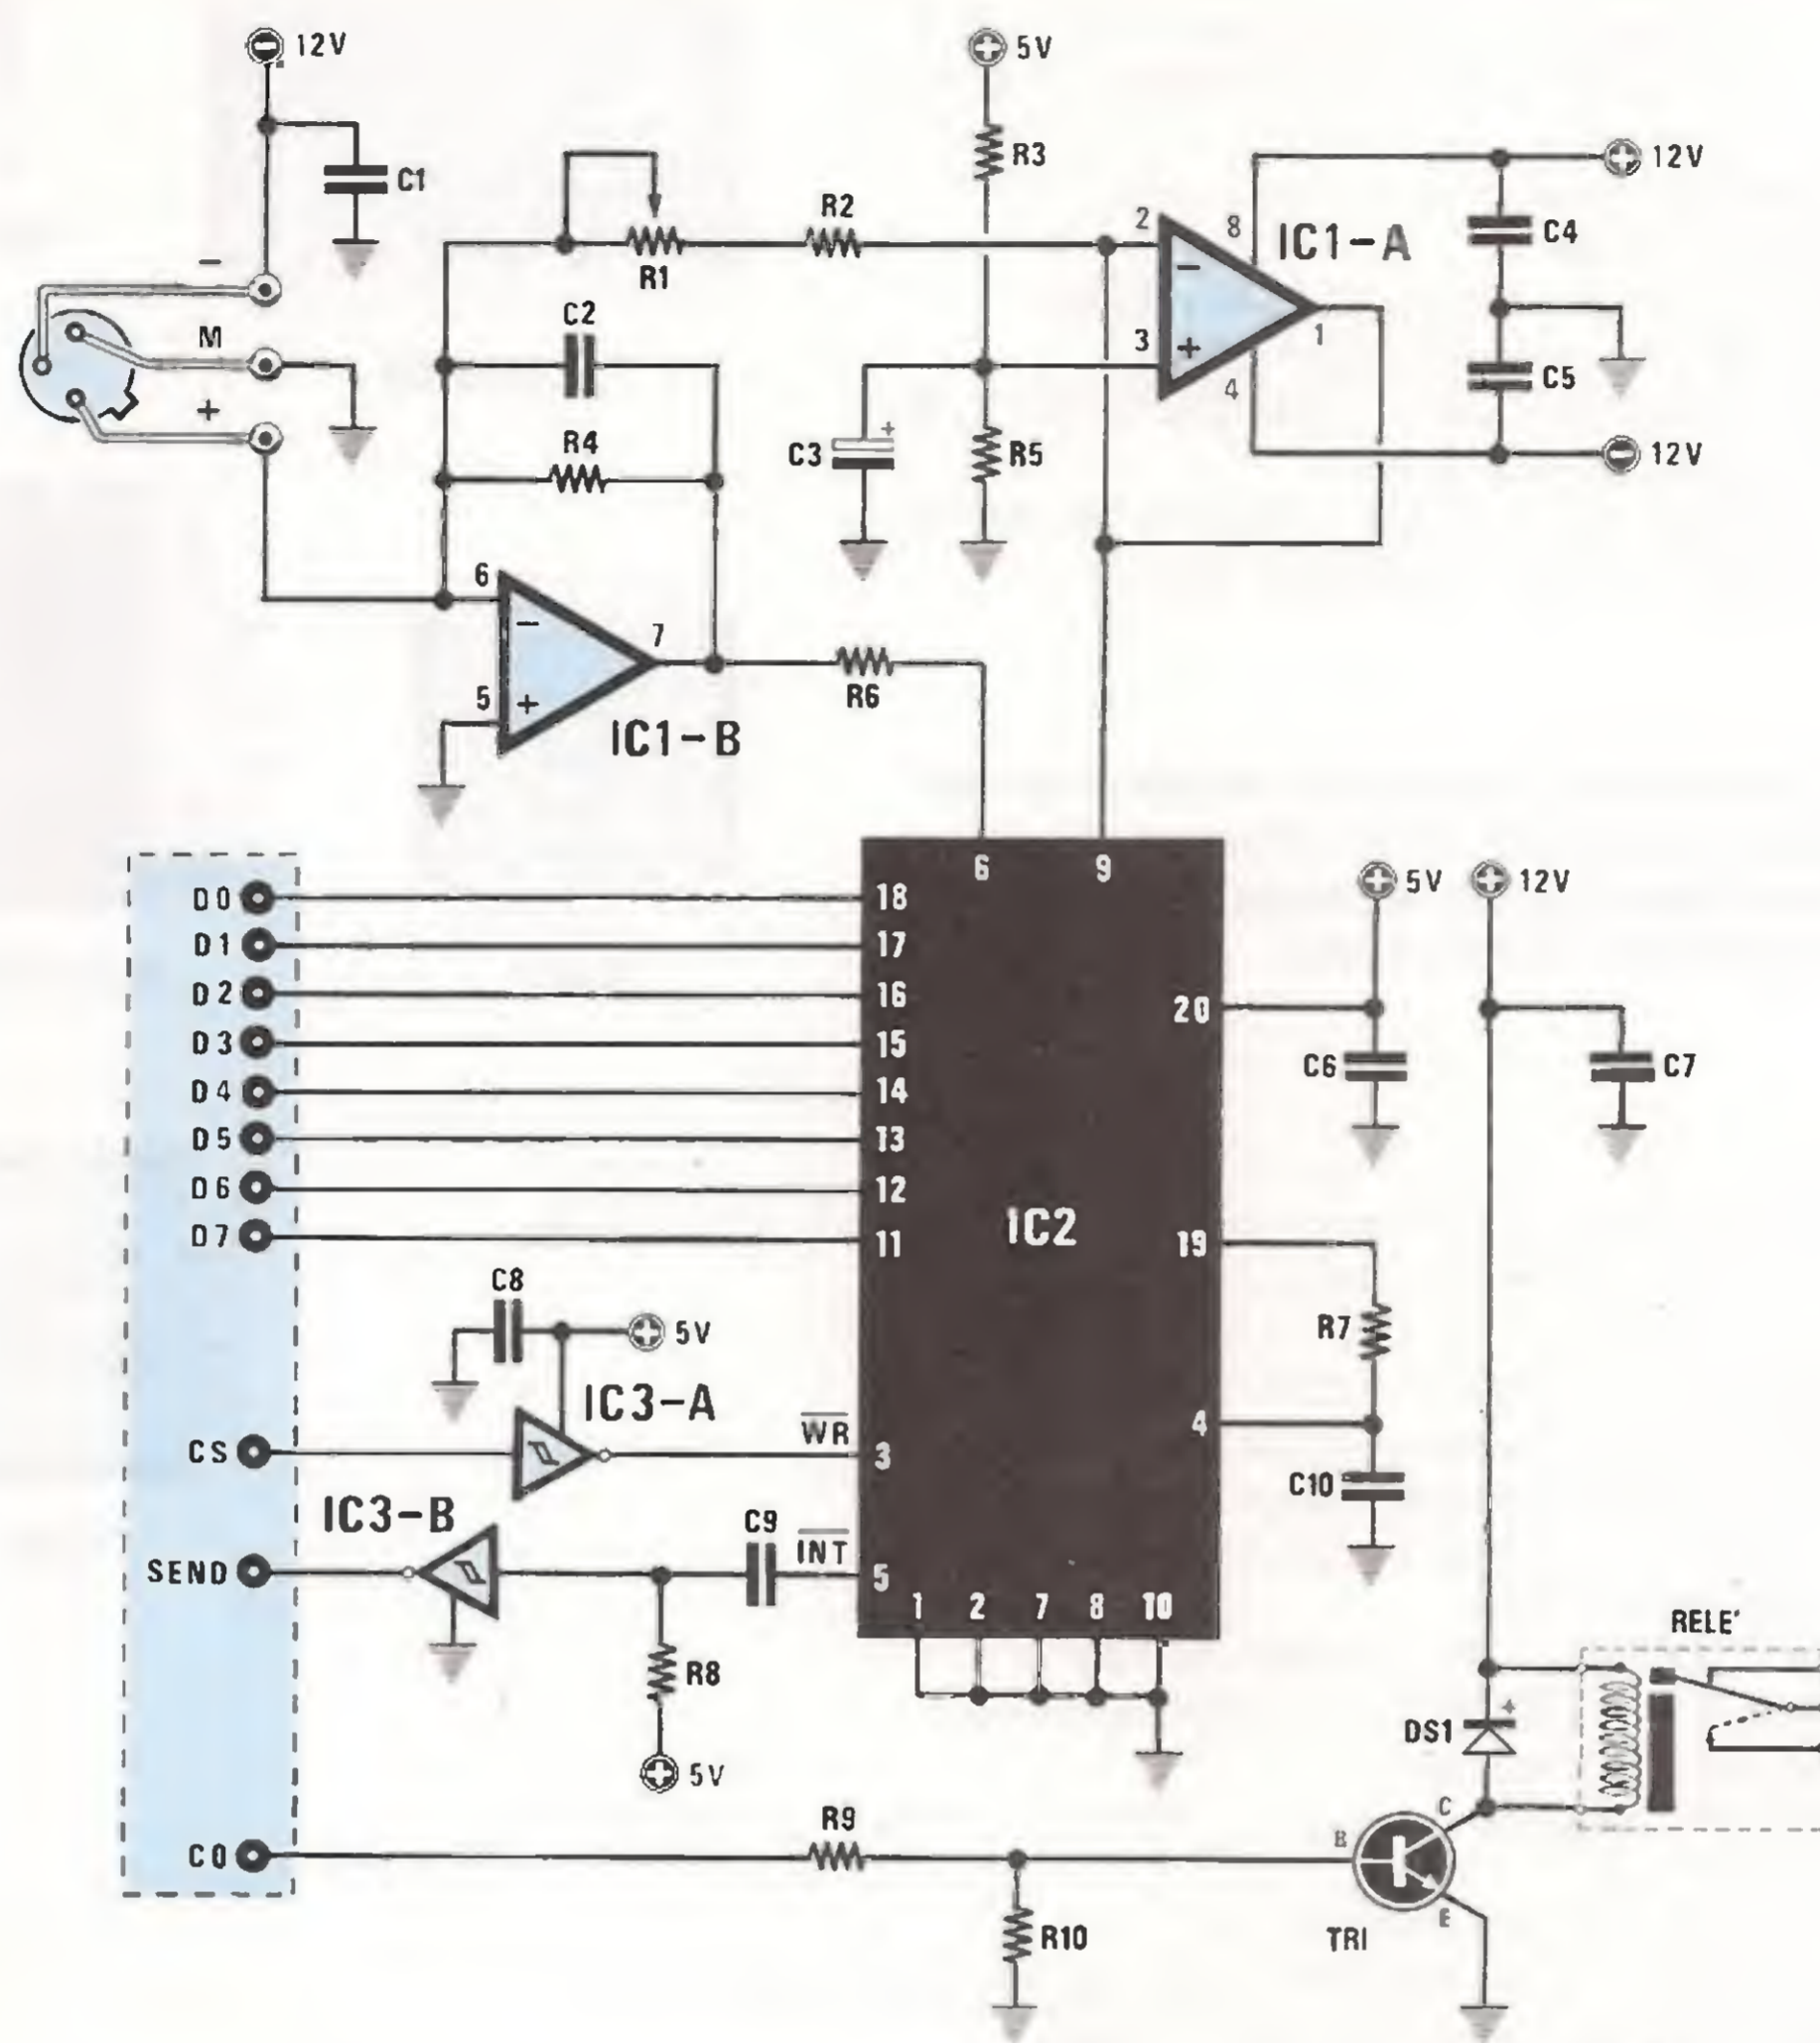 12V
5V
C1
R3
12V
R2
2
8
IC1-A
C4
-
R1
M
C2
3
1
+
4
C5
C3
+
R5
12V
R4
6
-
7
5
+
R6
IC1-B
6
9
5V
12V
D0
18
D1
17
D2
16
20
D3
15
C6
C7
D4
14
D5
13
D6
12
IC2
D7
11
19
C8
5V
R7
IC3-A
WR
4
CS
3
C10
IC3-B
C9
INT
SEND
5
1
2
7
8
10
RELE'
R8
+
DS1
5V
R9
C
C0
B
E
R10
TR1